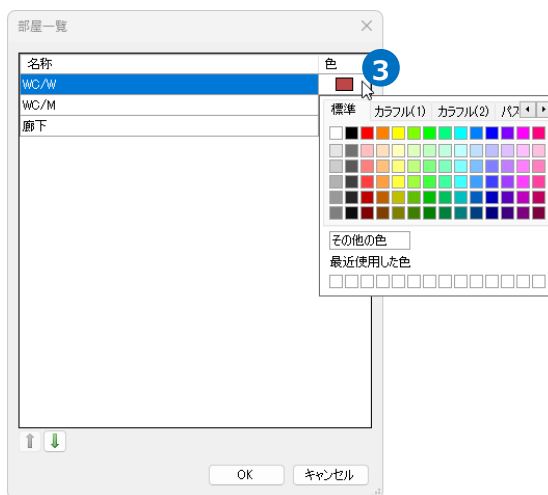 部屋一覧
名称 色
3
WC/W
WC/M
廊下
標準 カラフル(1) カラフル(2) パス
その他の色
最近使用した色
OK キャンセル